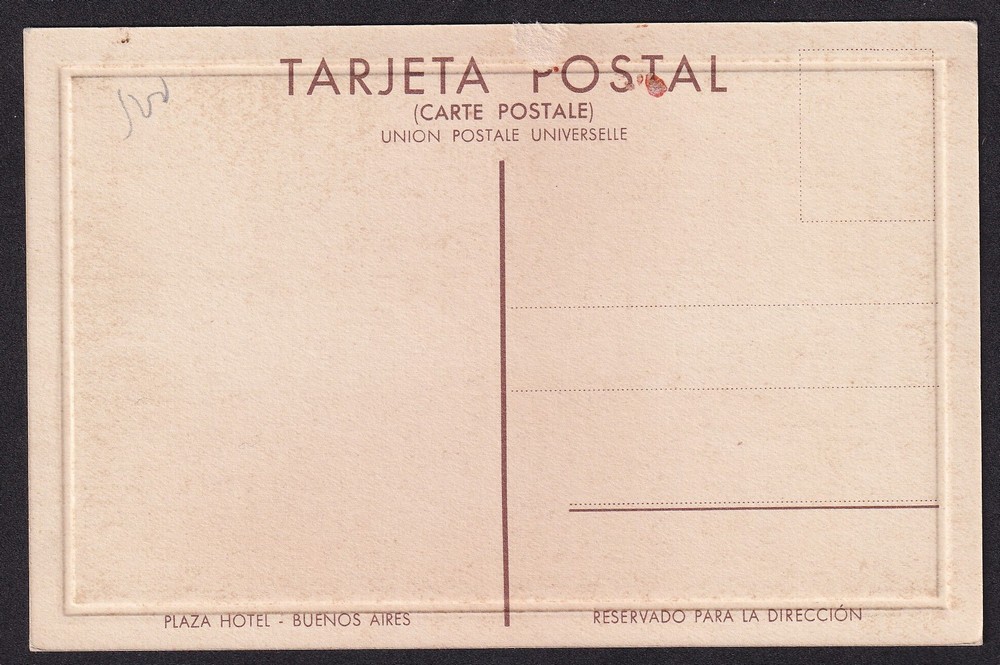 TARJETA POSTAL
(CARTE POSTALE)
UNION POSTALE UNIVERSELLE
PLAZA HOTEL - BUENOS AIRES
RESERVADO PARA LA DIRECCIÓN